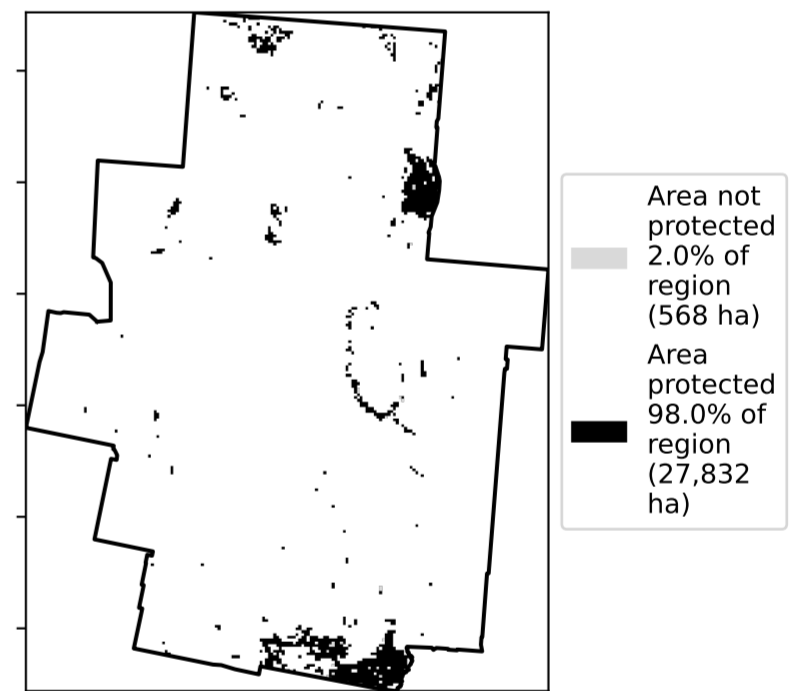 Area not
protected
2.0% of
region
(568 ha)
Area
protected
98.0% of
region
(27,832
ha)